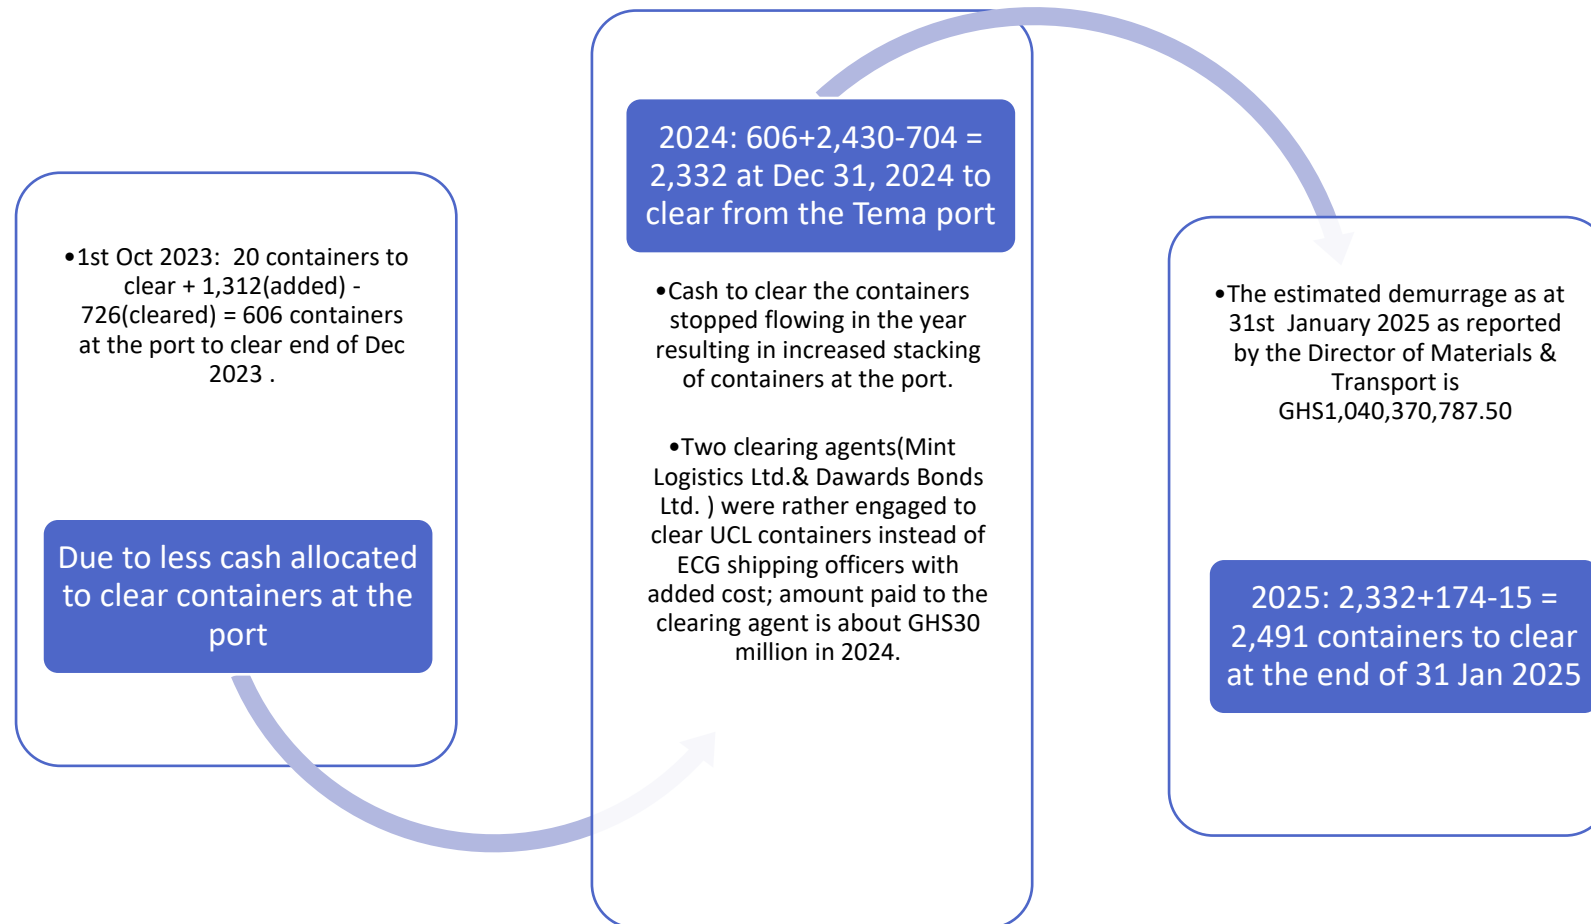 •1st Oct 2023: 20 containers to
clear + 1,312(added) -
726(cleared) = 606 containers
at the port to clear end of Dec
2023 .
Due to less cash allocated
to clear containers at the
port
2024: 606+2,430-704 =
2,332 at Dec 31, 2024 to
clear from the Tema port
•Cash to clear the containers
stopped flowing in the year
resulting in increased stacking
of containers at the port.
•Two clearing agents(Mint
Logistics Ltd.& Dawards Bonds
Ltd. ) were rather engaged to
clear UCL containers instead of
ECG shipping officers with
added cost; amount paid to the
clearing agent is about GHS30
million in 2024.
•The estimated demurrage as at
31st January 2025 as reported
by the Director of Materials &
Transport is
GHS1,040,370,787.50
2025: 2,332+174-15 =
2,491 containers to clear
at the end of 31 Jan 2025